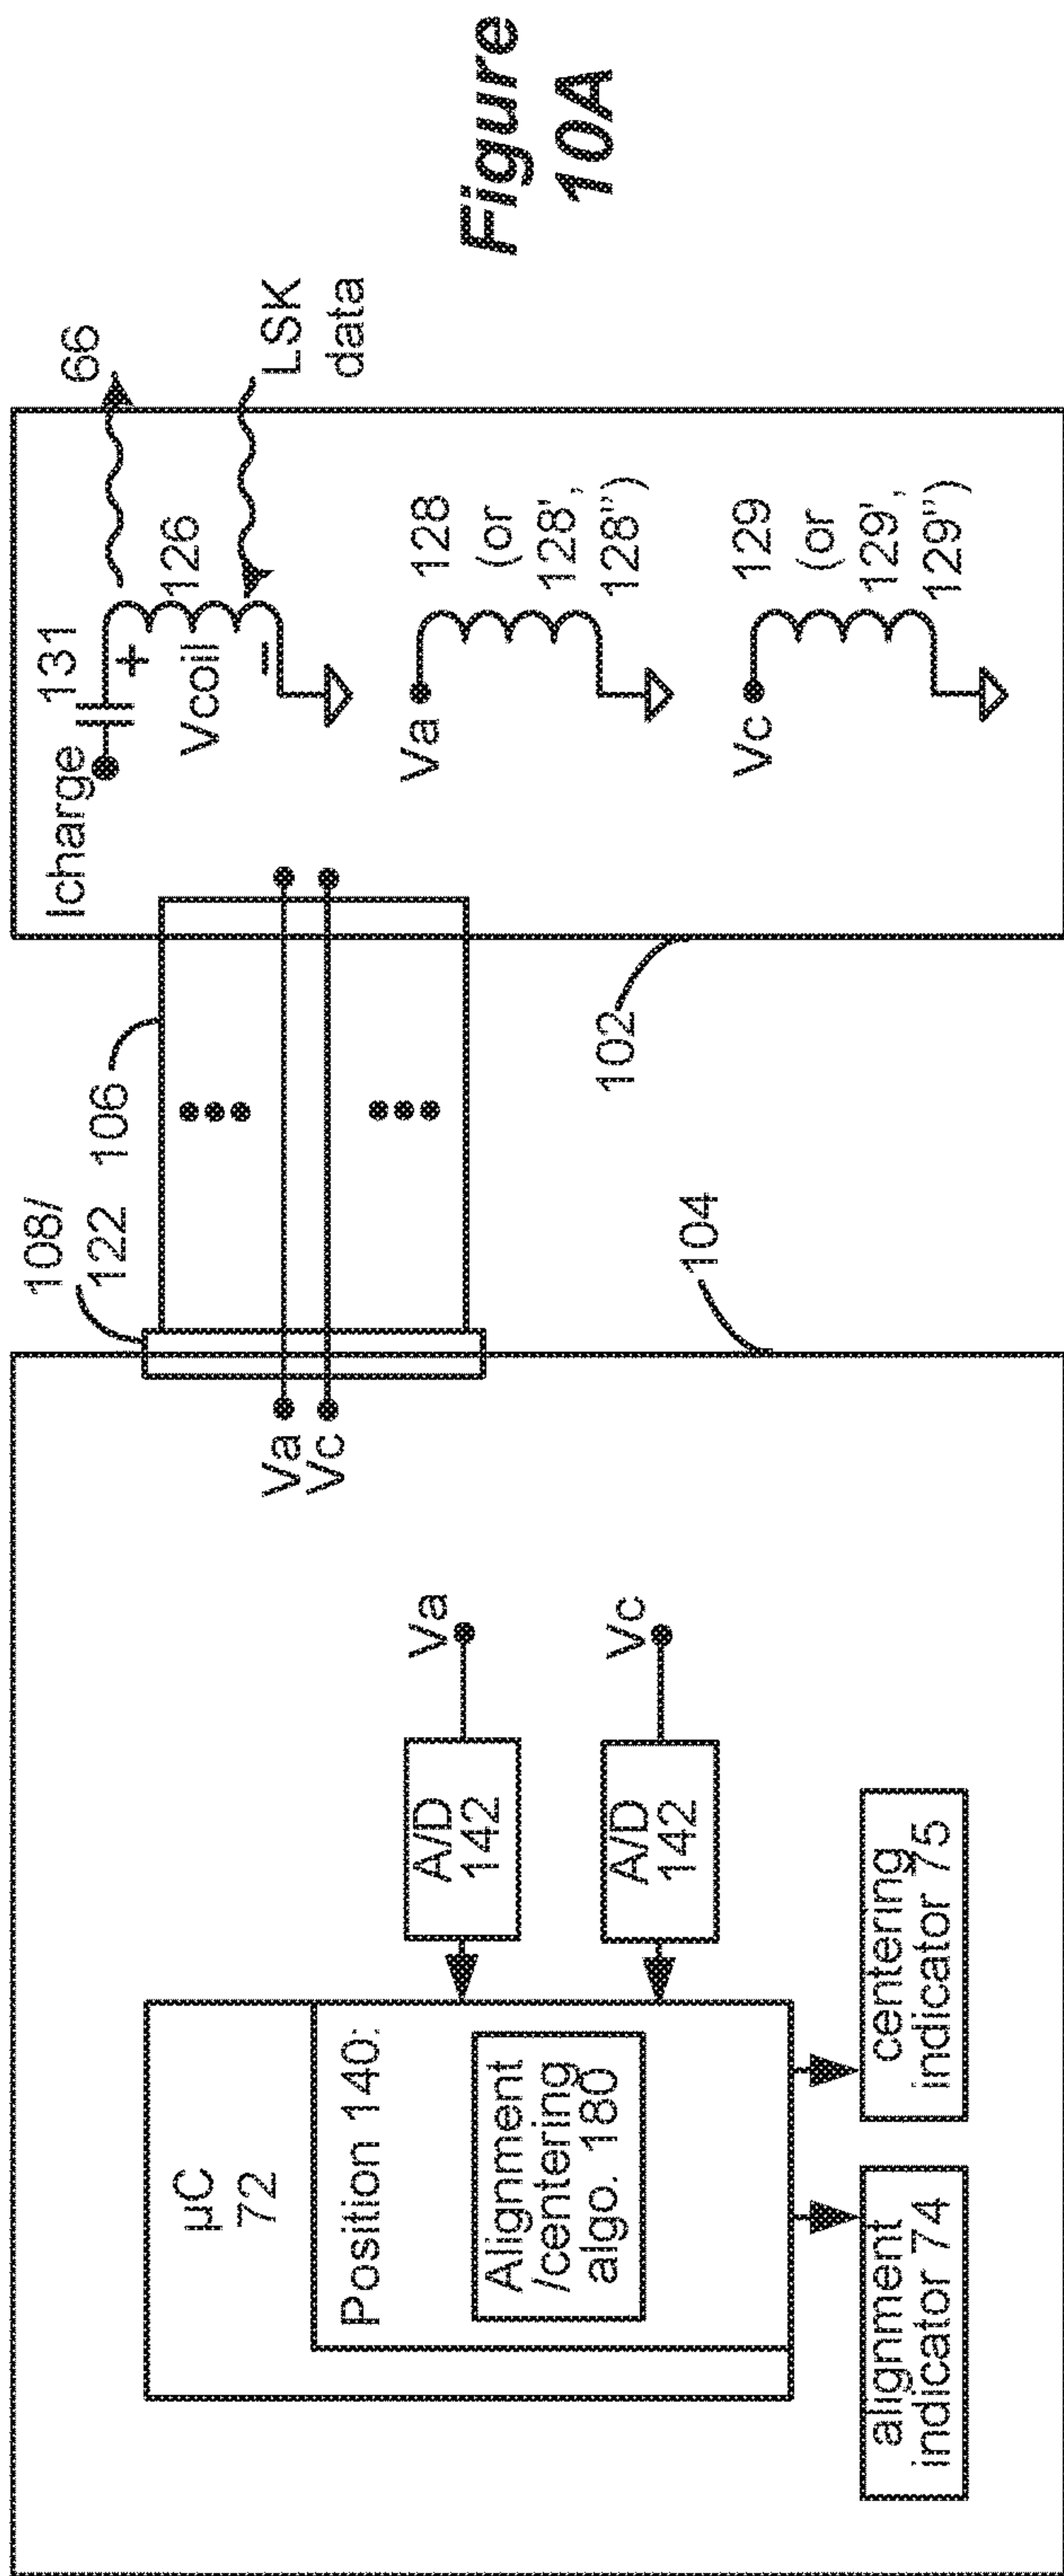 µC
72
Position 140:
Alignment
/centering
algo. 180
alignment
indicator 74
centering
indicator 75
A/D
142
A/D
142
Va
Vc
Va
Vc
108/
122
106
104
102
Icharge
131
+
Vcoil
–
126
66
LSK
data
Va
128
(or
128',
128'')
Vc
129
(or
129',
129'')
Figure
10A